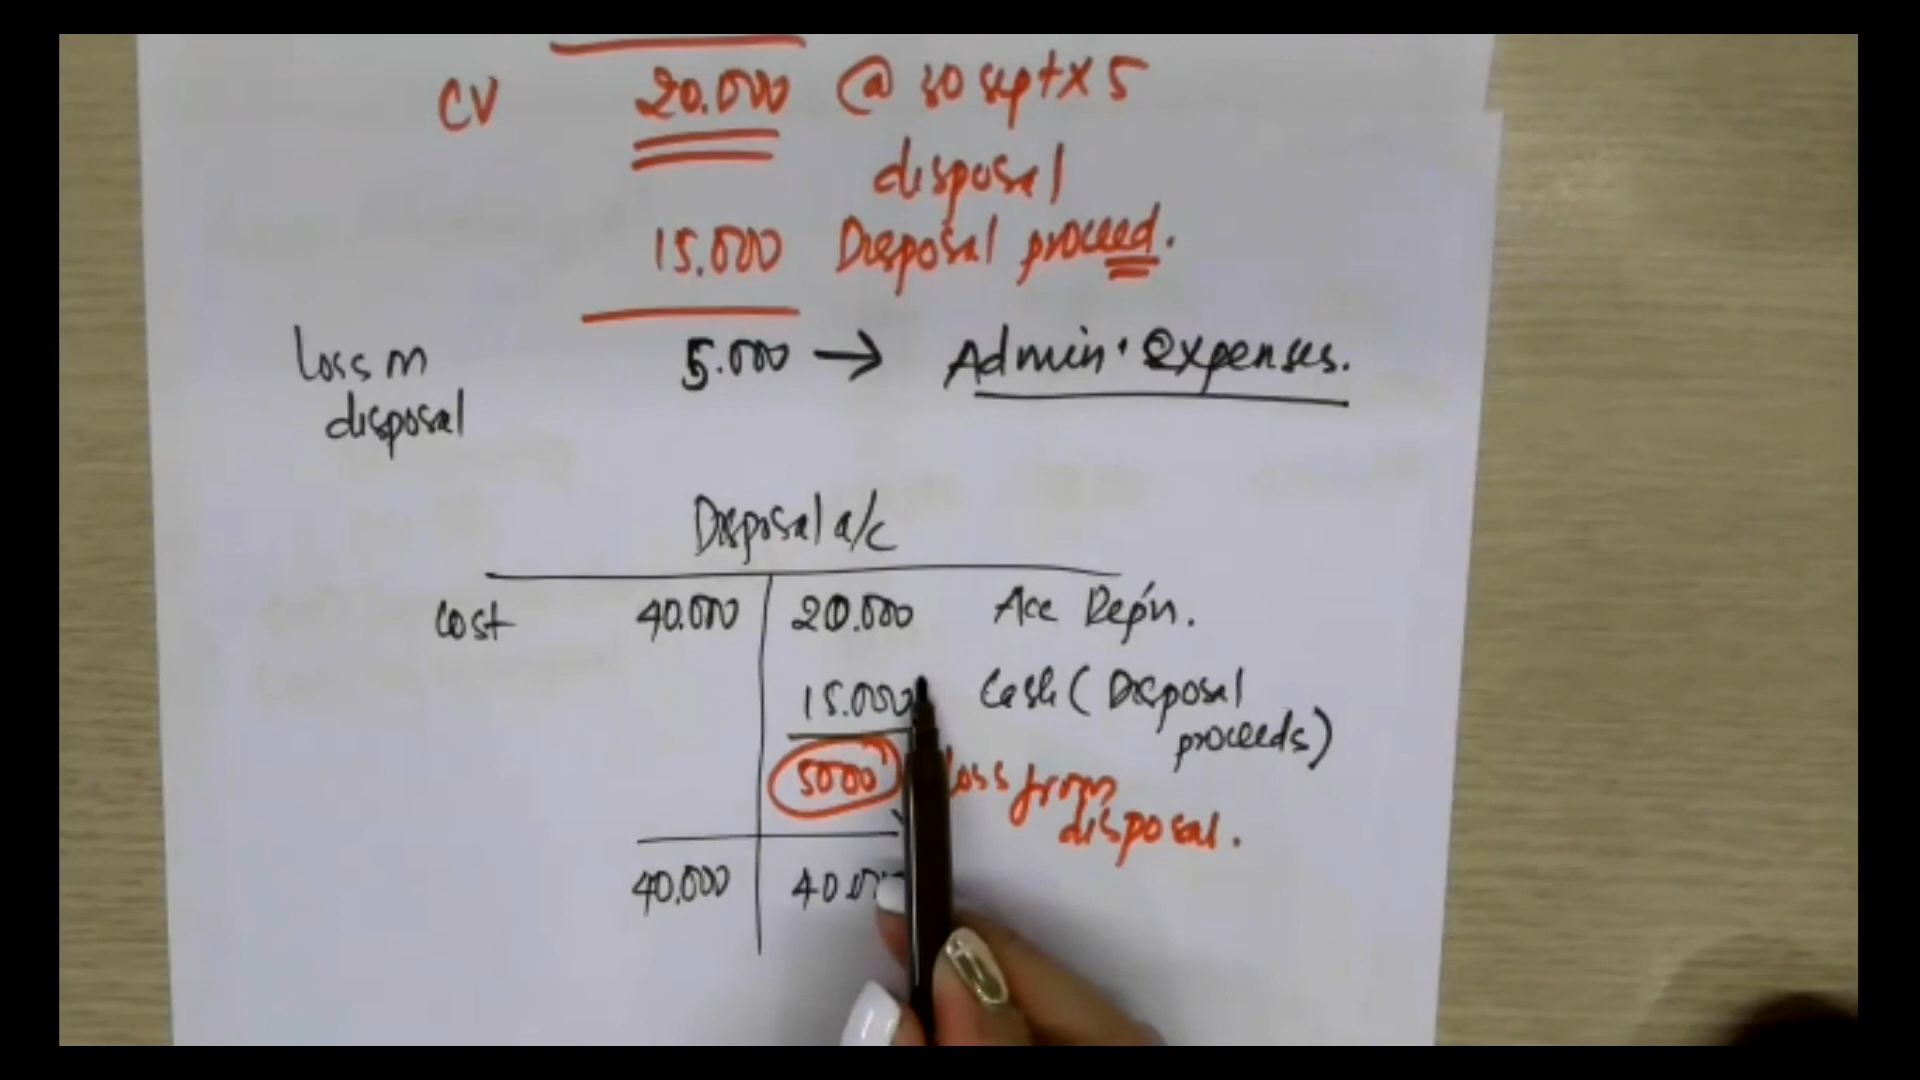 CV 20.000 @ 30 sept X5
disposal
15.000 Disposal proceed.
Loss on 5.000 → Admin. Expenses.
disposal
Disposal a/c
Cost 40.000 20.000 Acc Dep'n.
15.000 Cash (Disposal
proceeds)
5000 Loss from
disposal.
40.000